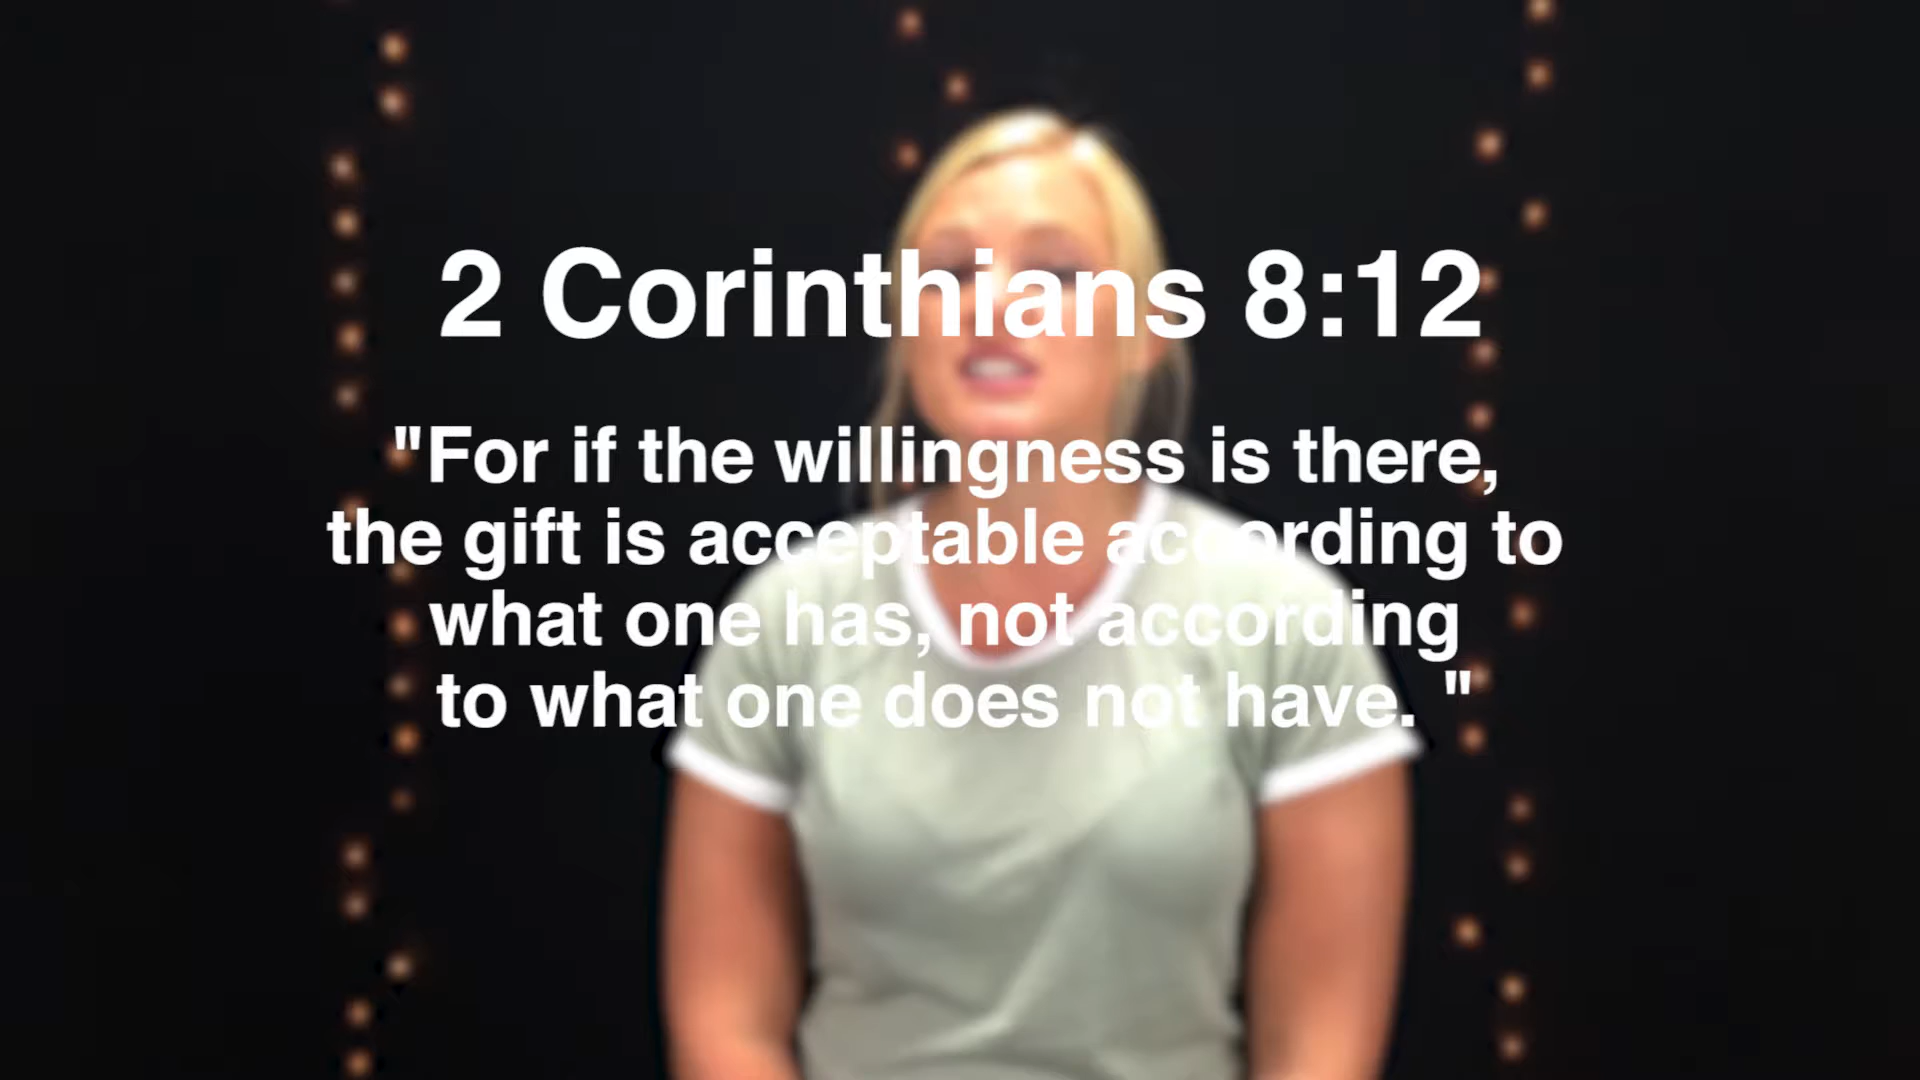 2 Corinthians 8:12
"For if the willingness is there,
the gift is acceptable according to
what one has, not according
to what one does not have. "